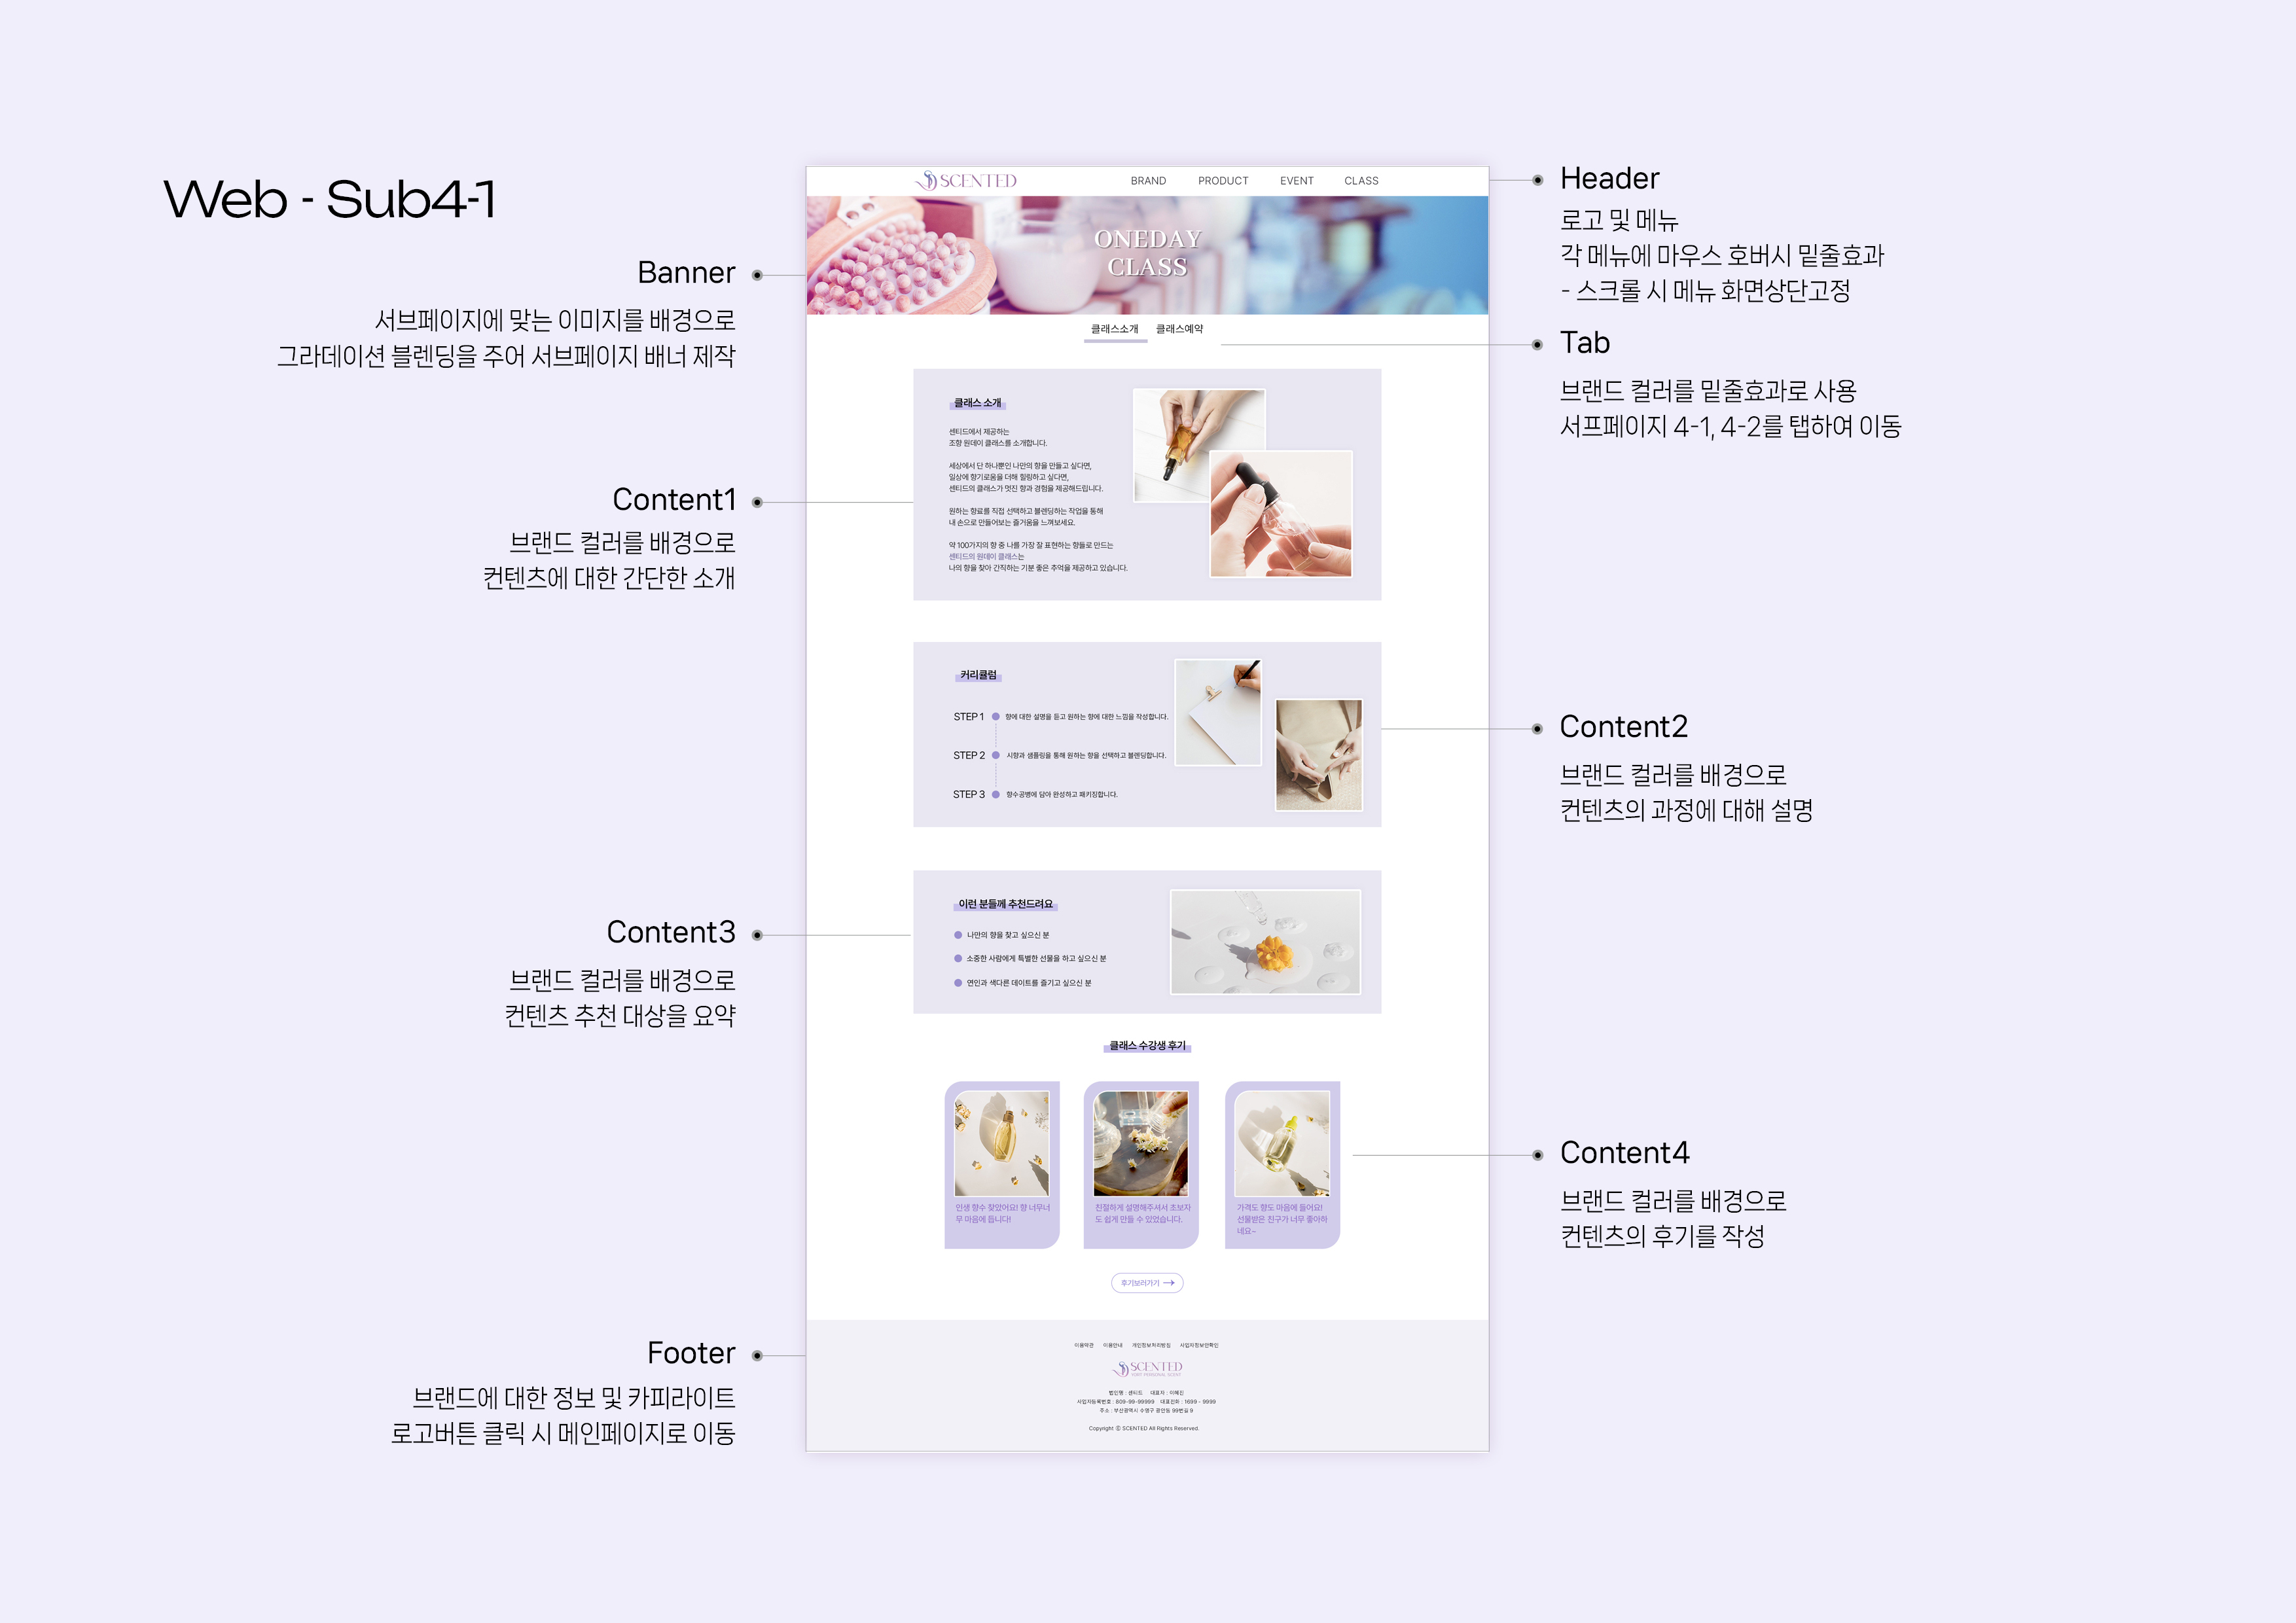 Web - Sub4-1
Banner
서브페이지에 맞는 이미지를 배경으로
그라데이션 블렌딩을 주어 서브페이지 배너 제작
Content1
브랜드 컬러를 배경으로
컨텐츠에 대한 간단한 소개
Content3
브랜드 컬러를 배경으로
컨텐츠 추천 대상을 요약
Footer
브랜드에 대한 정보 및 카피라이트
로고버튼 클릭 시 메인페이지로 이동
SCENTED
BRAND PRODUCT EVENT CLASS
ONEDAY
CLASS
클래스소개 클래스예약
클래스 소개
센티드에서 제공하는
조향 원데이 클래스를 소개합니다.
세상에서 단 하나뿐인 나만의 향을 만들고 싶다면,
일상에 향기로움을 더해 힐링하고 싶다면,
센티드의 클래스가 멋진 향과 경험을 제공해드립니다.
원하는 향료를 직접 선택하고 블렌딩하는 작업을 통해
내 손으로 만들어보는 즐거움을 느껴보세요.
약 100가지의 향 중 나를 가장 잘 표현하는 향들로 만드는
센티드의 원데이 클래스는
나의 향을 찾아 간직하는 기분 좋은 추억을 제공하고 있습니다.
커리큘럼
STEP 1 향에 대한 설명을 듣고 원하는 향에 대한 느낌을 작성합니다.
STEP 2 시향과 샘플링을 통해 원하는 향을 선택하고 블렌딩합니다.
STEP 3 향수공병에 담아 완성하고 패키징합니다.
이런 분들께 추천드려요
나만의 향을 찾고 싶으신 분
소중한 사람에게 특별한 선물을 하고 싶으신 분
연인과 색다른 데이트를 즐기고 싶으신 분
클래스 수강생 후기
인생 향수 찾았어요! 향 너무너
무 마음에 듭니다!
친절하게 설명해주셔서 초보자
도 쉽게 만들 수 있었습니다.
가격도 향도 마음에 들어요!
선물받은 친구가 너무 좋아하
네요~
후기보러가기
이용약관 이용안내 개인정보처리방침 사업자정보안확인
SCENTED
법인명 : 센티드 대표자 : 이혜진
사업자등록번호 : 809-99-99999 대표전화 : 1699 - 9999
주소 : 부산광역시 수영구 광안동 99번길 9
Copyright ⓒ SCENTED All Rights Reserved.
Header
로고 및 메뉴
각 메뉴에 마우스 호버시 밑줄효과
- 스크롤 시 메뉴 화면상단고정
Tab
브랜드 컬러를 밑줄효과로 사용
서프페이지 4-1, 4-2를 탭하여 이동
Content2
브랜드 컬러를 배경으로
컨텐츠의 과정에 대해 설명
Content4
브랜드 컬러를 배경으로
컨텐츠의 후기를 작성